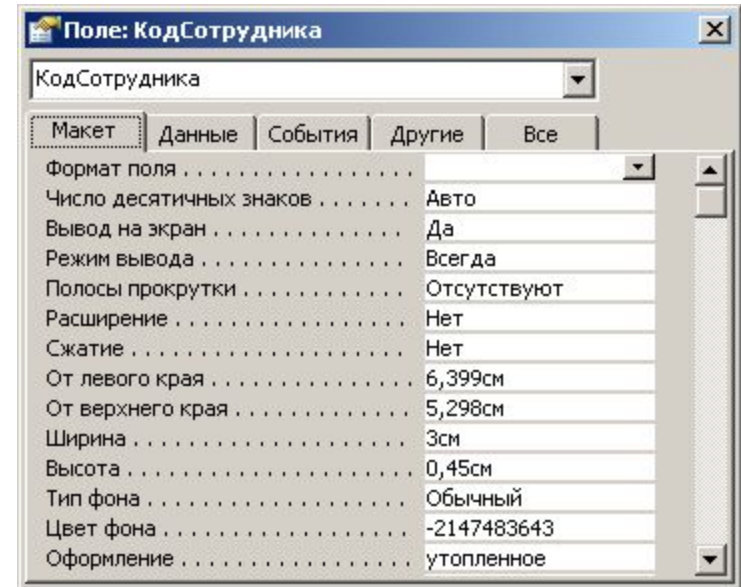 Поле: КодСотрудника
КодСотрудника
Макет Данные События Другие Все
Формат поля . . . . . . . . . . . . . . . . .
Число десятичных знаков . . . . . . . Авто
Вывод на экран . . . . . . . . . . . . . . Да
Режим вывода . . . . . . . . . . . . . . . Всегда
Полосы прокрутки . . . . . . . . . . . . Отсутствуют
Расширение . . . . . . . . . . . . . . . . . Нет
Сжатие . . . . . . . . . . . . . . . . . . . . Нет
От левого края . . . . . . . . . . . . . . 6,399см
От верхнего края . . . . . . . . . . . . . 5,298см
Ширина . . . . . . . . . . . . . . . . . . . . 3см
Высота . . . . . . . . . . . . . . . . . . . . . 0,45см
Тип фона . . . . . . . . . . . . . . . . . . . Обычный
Цвет фона . . . . . . . . . . . . . . . . . . -2147483643
Оформление . . . . . . . . . . . . . . . . . утопленное